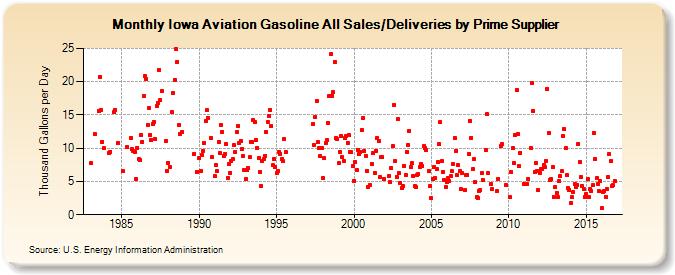 Monthly Iowa Aviation Gasoline All Sales/Deliveries by Prime Supplier
Thousand Gallons per Day
25
20
15
10
5
0
1985 1990 1995 2000 2005 2010 2015
Source: U.S. Energy Information Administration